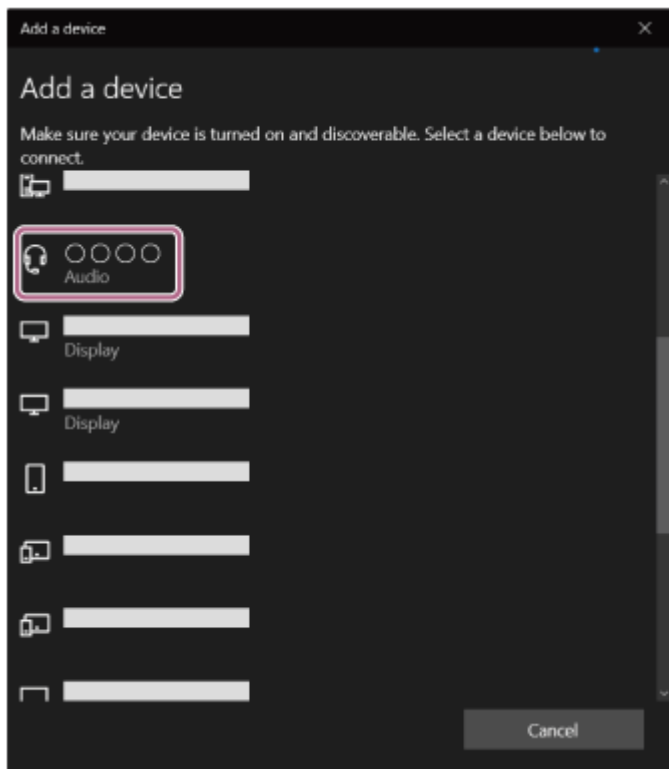 Add a device
Add a device
Make sure your device is turned on and discoverable. Select a device below to
connect.
○○○○
Audio
Display
Display
Cancel